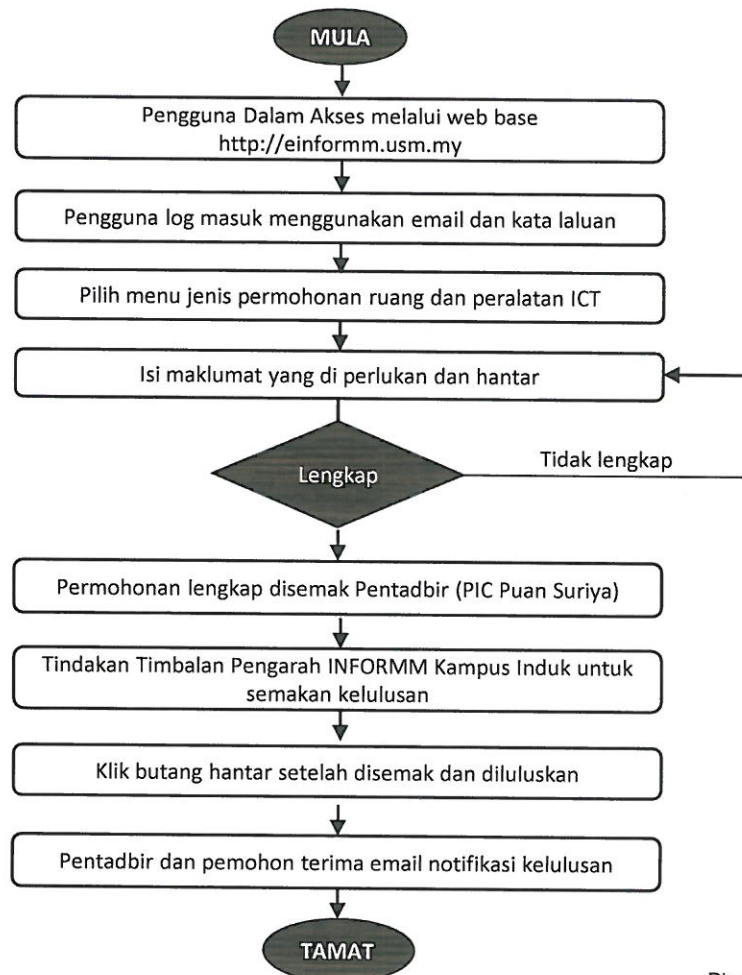 MULA
Pengguna Dalam Akses melalui web base
http://einformm.usm.my
Pengguna log masuk menggunakan email dan kata laluan
Pilih menu jenis permohonan ruang dan peralatan ICT
Isi maklumat yang di perlukan dan hantar
Lengkap
Tidak lengkap
Permohonan lengkap disemak Pentadbir (PIC Puan Suriya)
Tindakan Timbalan Pengarah INFORMM Kampus Induk untuk
semakan kelulusan
Klik butang hantar setelah disemak dan diluluskan
Pentadbir dan pemohon terima email notifikasi kelulusan
TAMAT